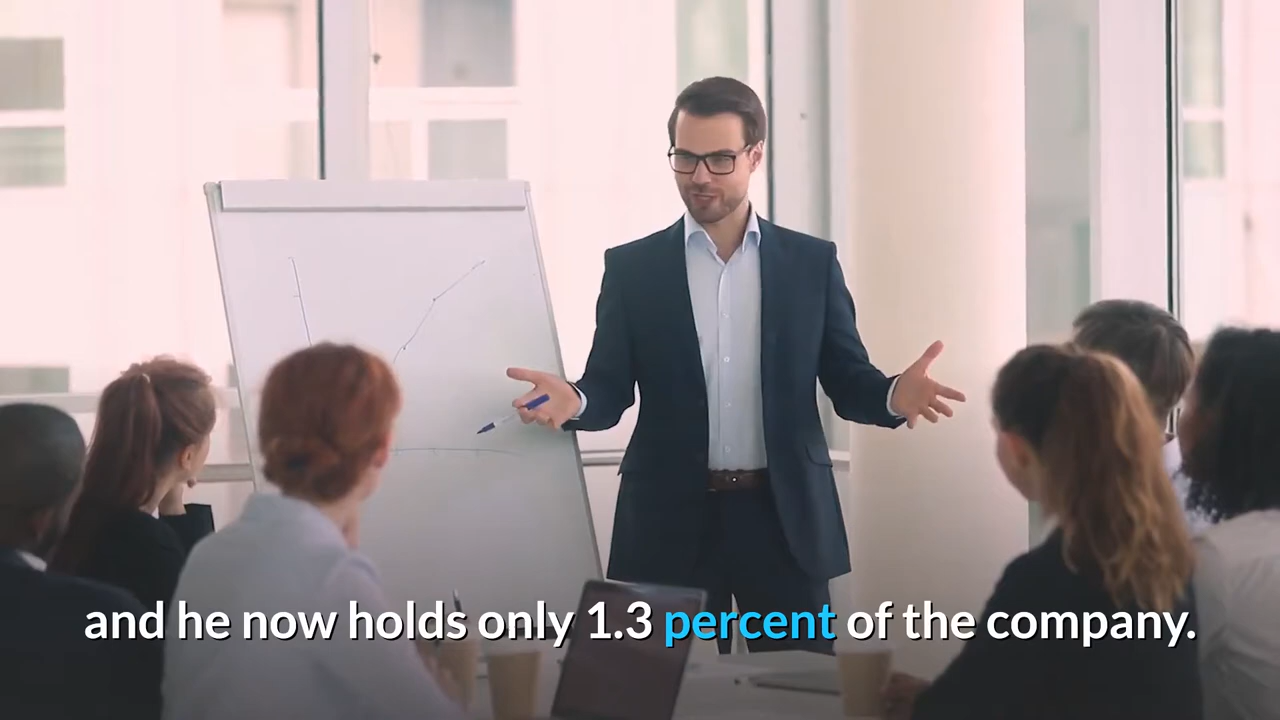 and he now holds only 1.3 percent of the company.